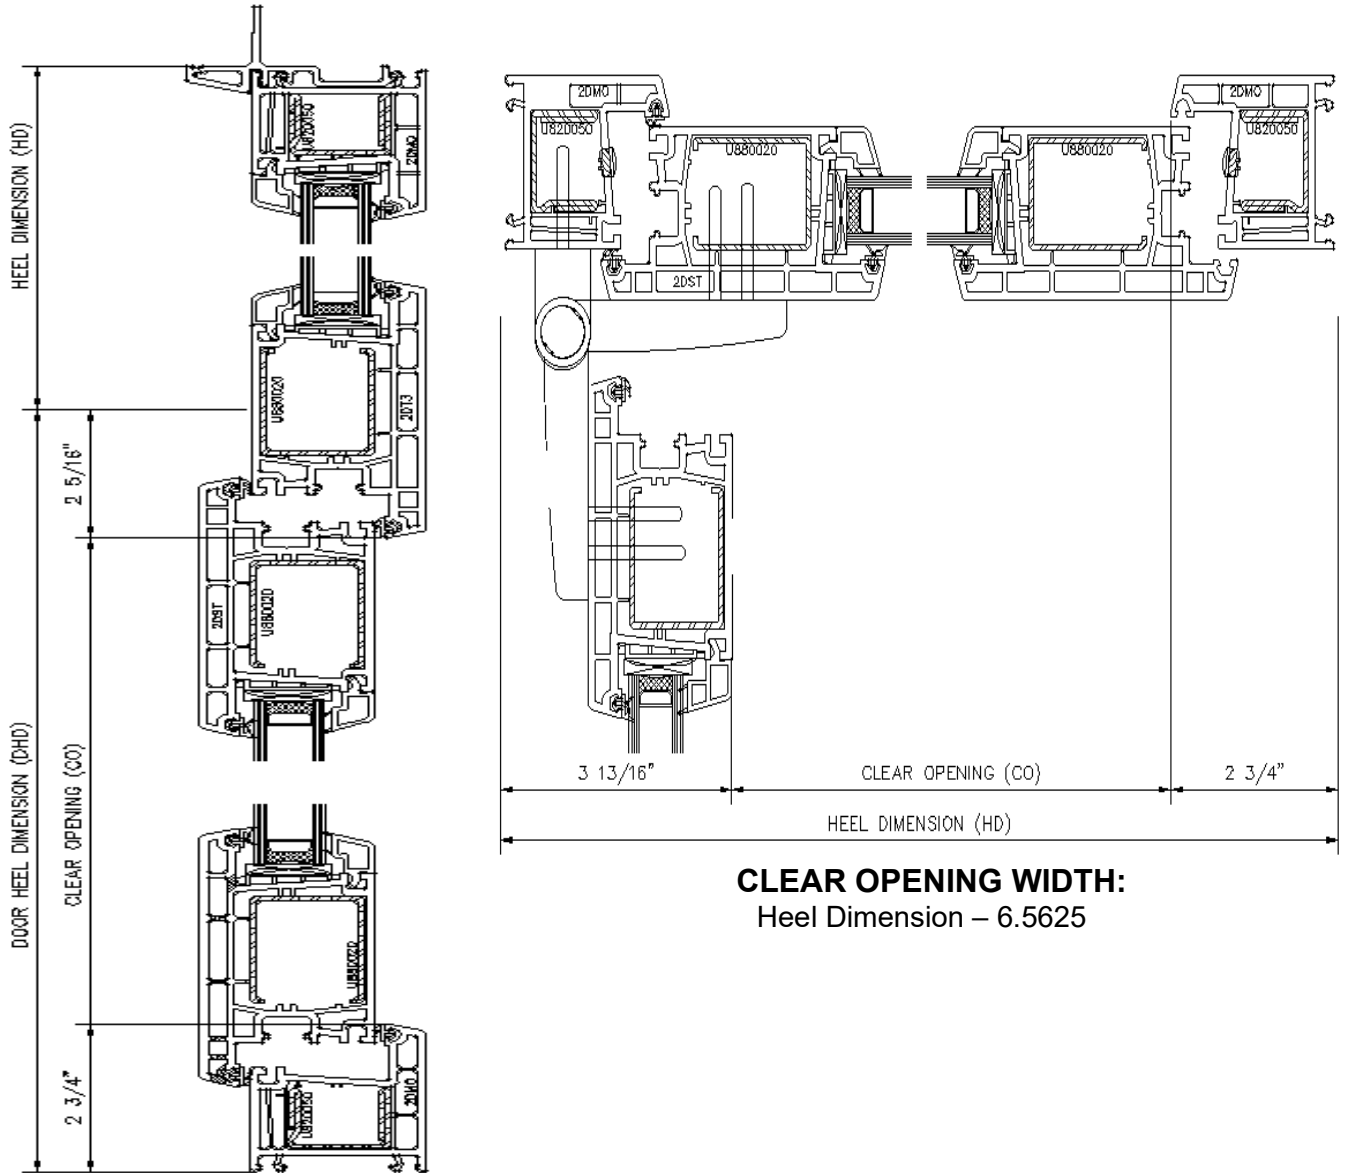 HEEL DIMENSION (HD)
DOOR HEEL DIMENSION (DHD)
2 5/16"
CLEAR OPENING (CO)
2 3/4"
U820050
2DMO
U880020
2DT3
2DST
U880020
U880020
2DMO
U820050
2DMO
U820050
U880020
2DST
U880020
2DMO
U820050
3 13/16"
CLEAR OPENING (CO)
2 3/4"
HEEL DIMENSION (HD)
CLEAR OPENING WIDTH:
Heel Dimension – 6.5625